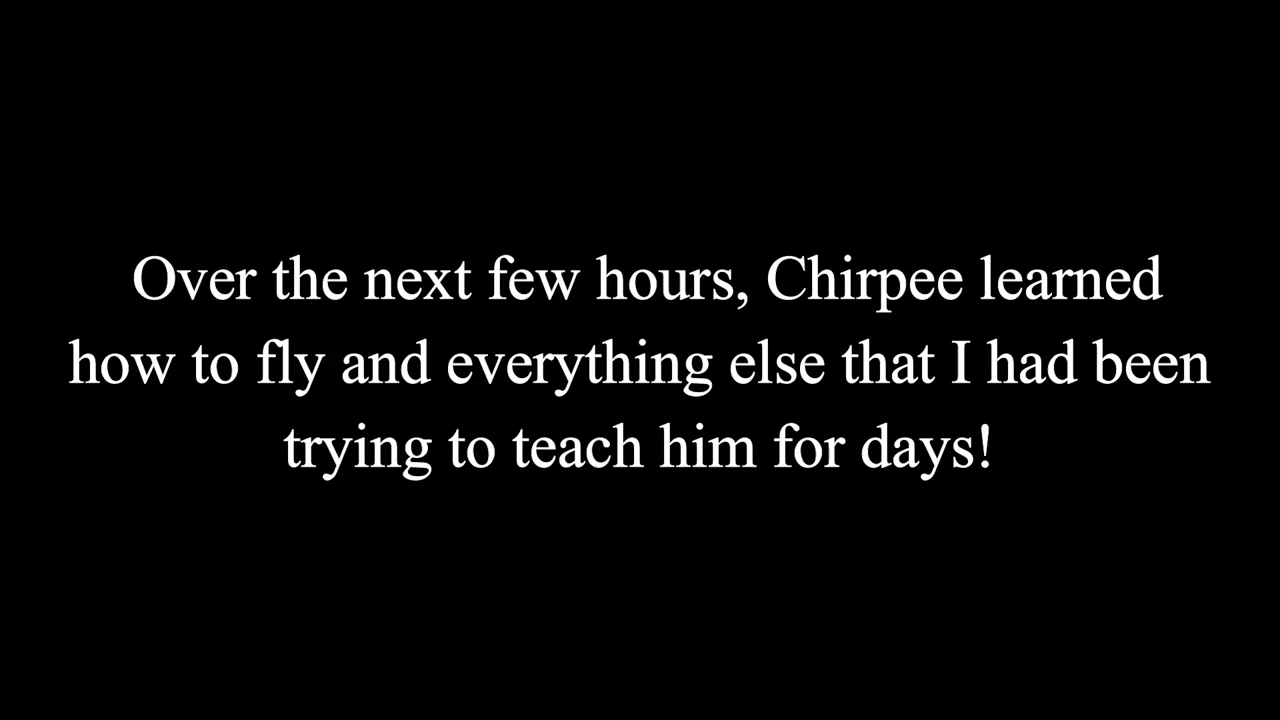 Over the next few hours, Chirpee learned
how to fly and everything else that I had been
trying to teach him for days!